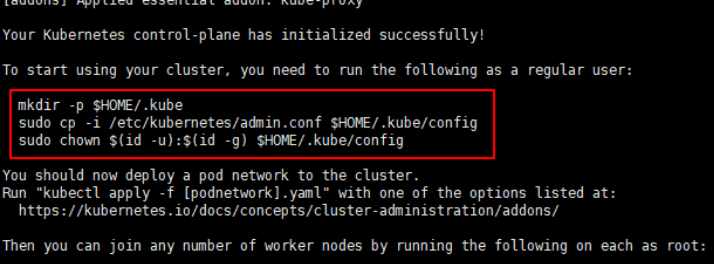 [addons] Applied essential addon: kube-proxy
Your Kubernetes control-plane has initialized successfully!
To start using your cluster, you need to run the following as a regular user:
mkdir -p $HOME/.kube
sudo cp -i /etc/kubernetes/admin.conf $HOME/.kube/config
sudo chown $(id -u):$(id -g) $HOME/.kube/config
You should now deploy a pod network to the cluster.
Run "kubectl apply -f [podnetwork].yaml" with one of the options listed at:
https://kubernetes.io/docs/concepts/cluster-administration/addons/
Then you can join any number of worker nodes by running the following on each as root: